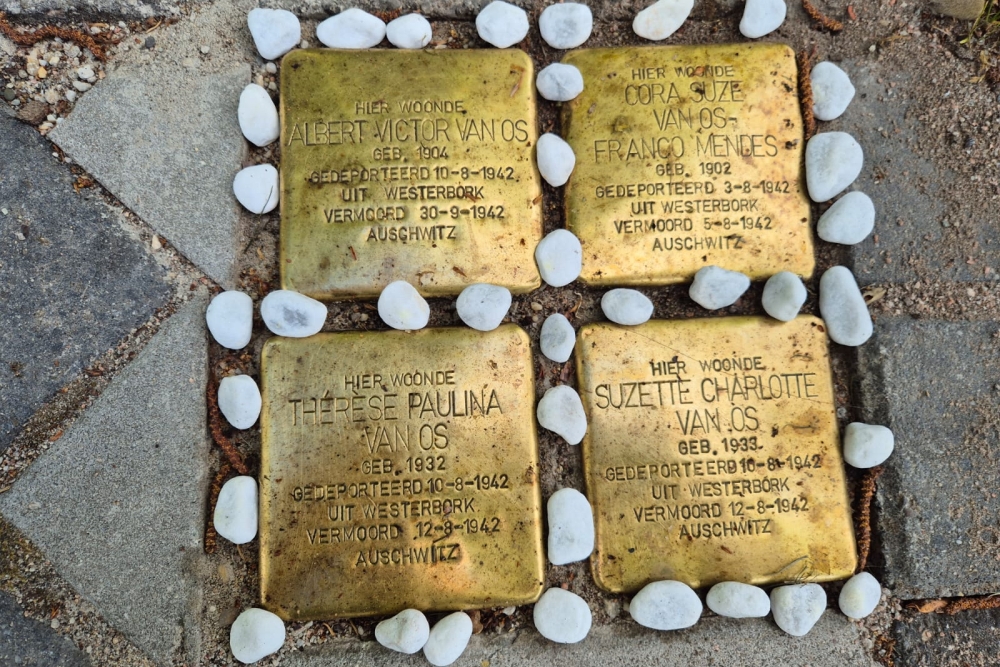 HIER WOONDE
ALBERT VICTOR VAN OS
GEB. 1904
GEDEPORTEERD 10-8-1942
UIT WESTERBORK
VERMOORD 30-9-1942
AUSCHWITZ
HIER WOONDE
CORA SUZE
VAN OS-
FRANCO MENDES
GEB. 1902
GEDEPORTEERD 3-8-1942
UIT WESTERBORK
VERMOORD 5-8-1942
AUSCHWITZ
HIER WOONDE
THÉRÈSE PAULINA
VAN OS
GEB. 1932
GEDEPORTEERD 10-8-1942
UIT WESTERBORK
VERMOORD 12-8-1942
AUSCHWITZ
HIER WOONDE
SUZETTE CHARLOTTE
VAN OS
GEB. 1933
GEDEPORTEERD 10-8-1942
UIT WESTERBORK
VERMOORD 12-8-1942
AUSCHWITZ